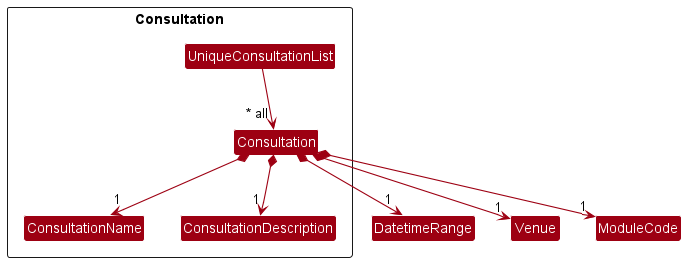 Consultation
UniqueConsultationList
* all
Consultation
1
1
1
1
1
ConsultationName
ConsultationDescription
DatetimeRange
Venue
ModuleCode